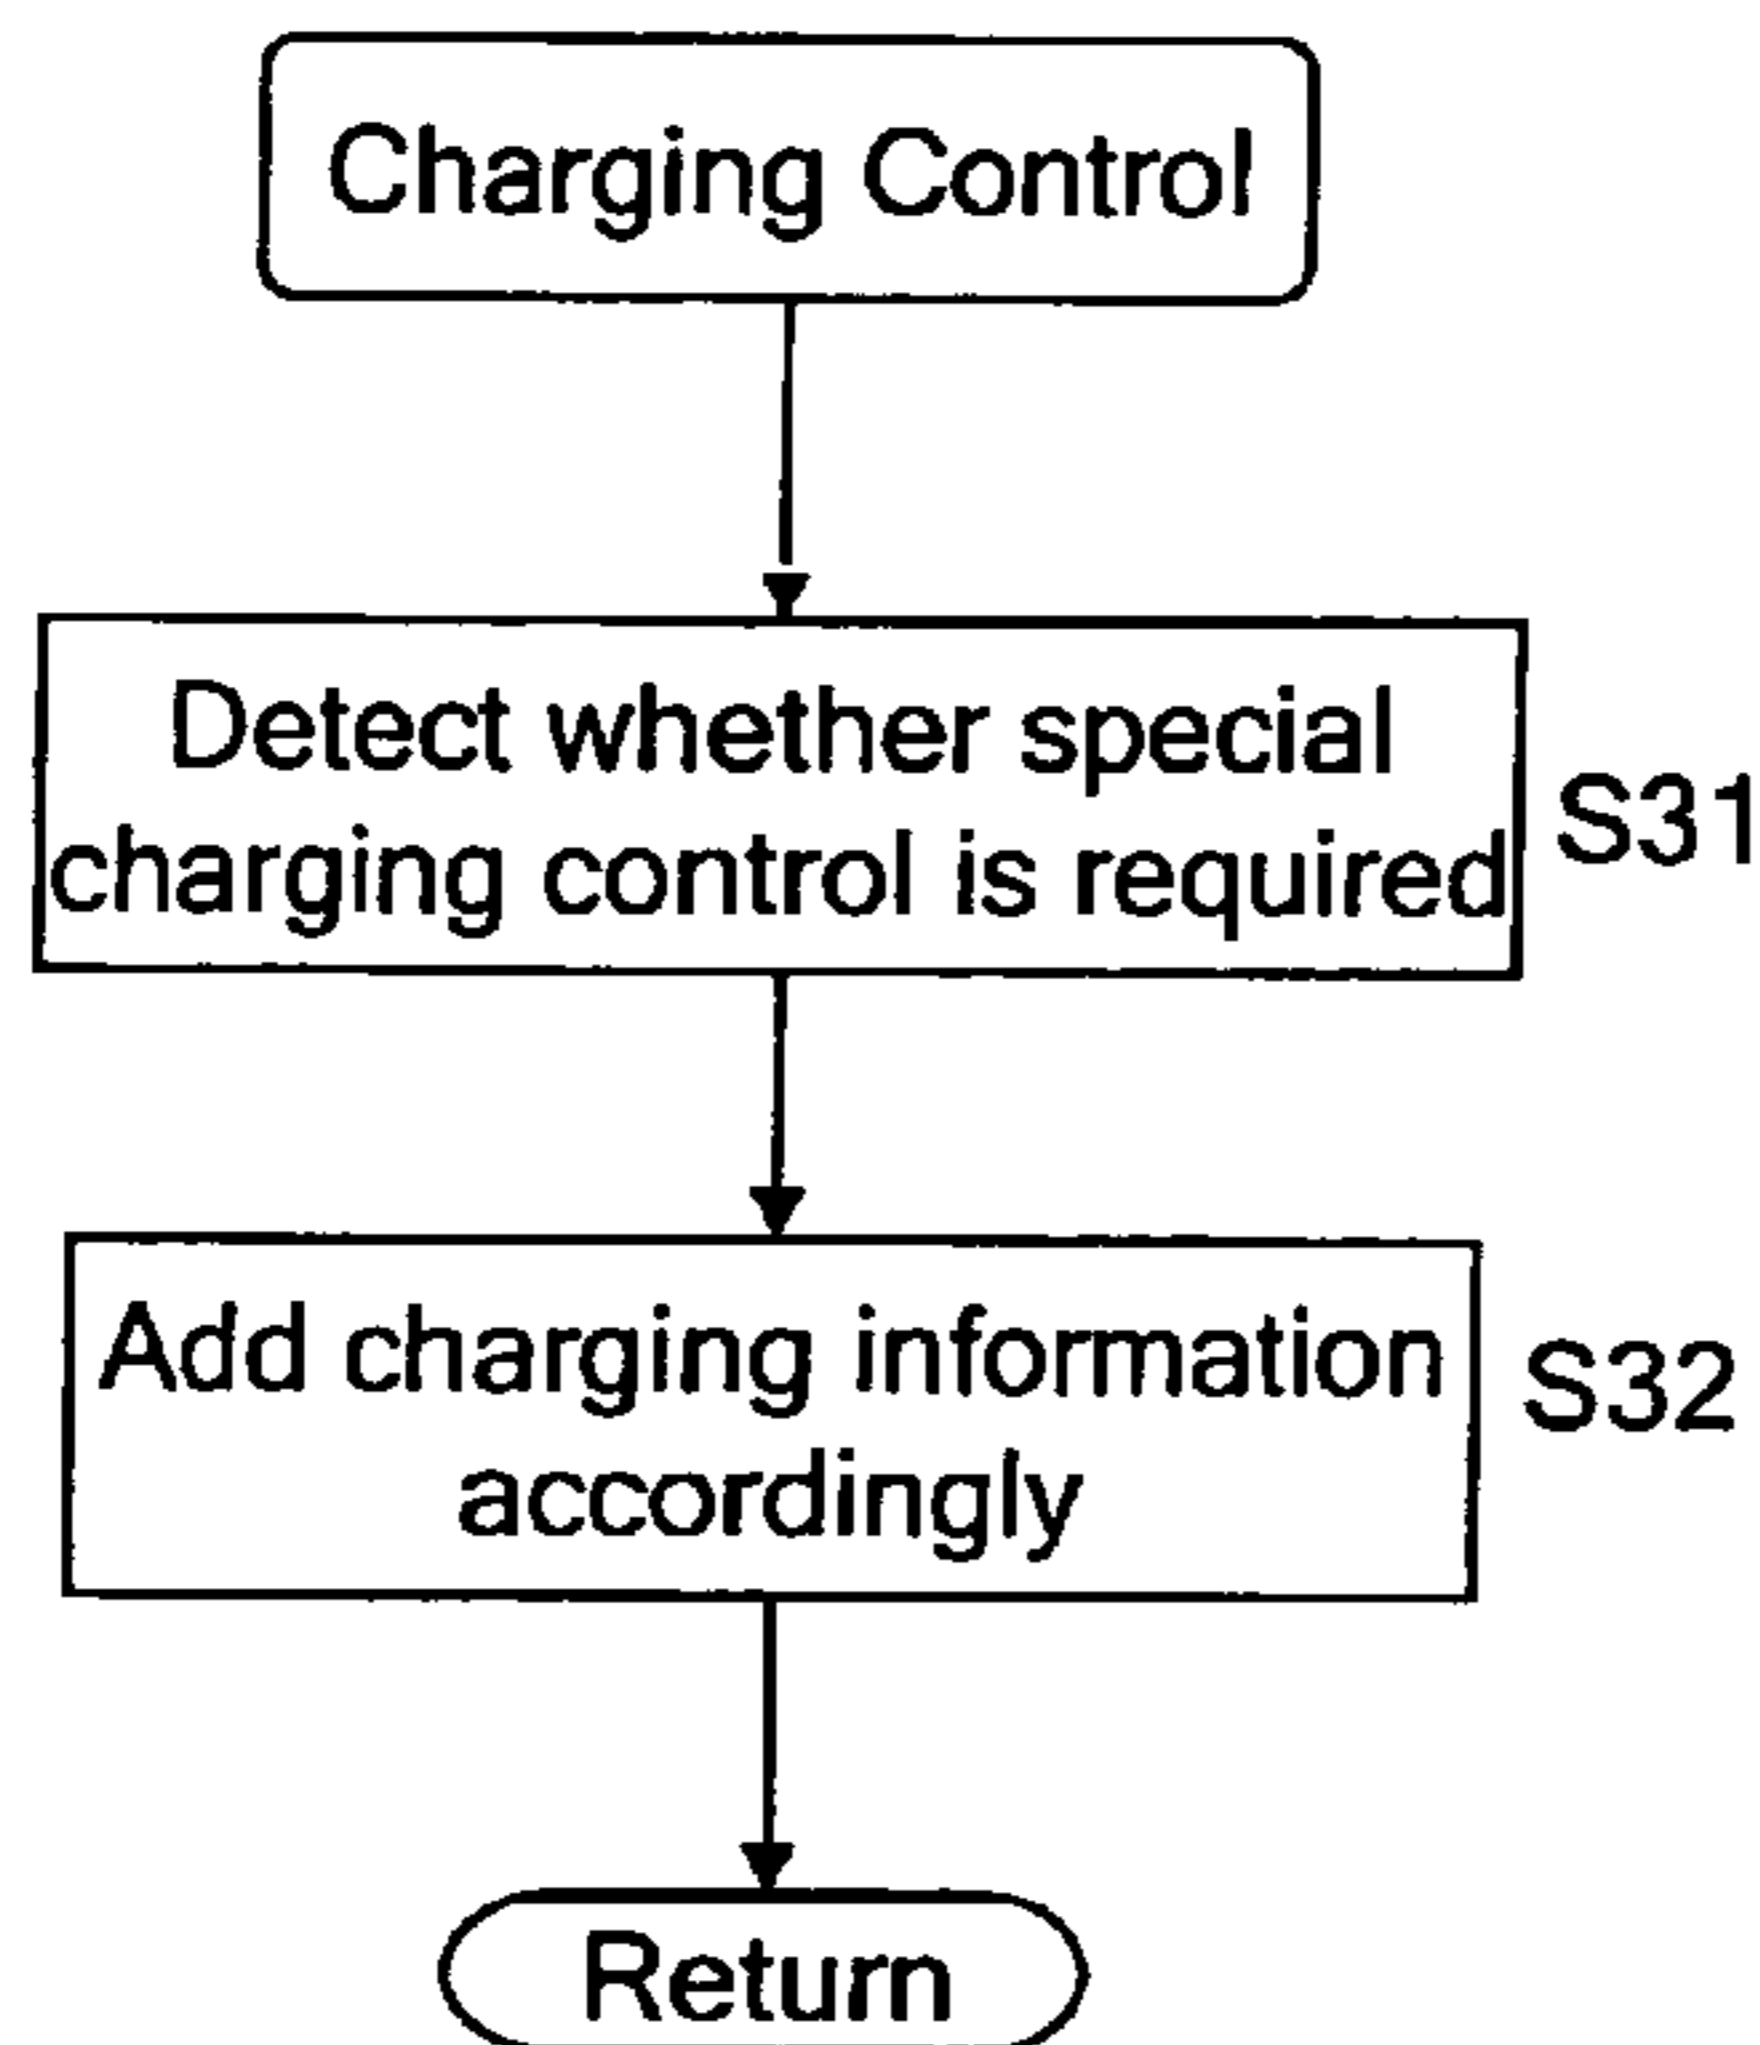 Charging Control
Detect whether special
charging control is required
S31
Add charging information
accordingly
S32
Return